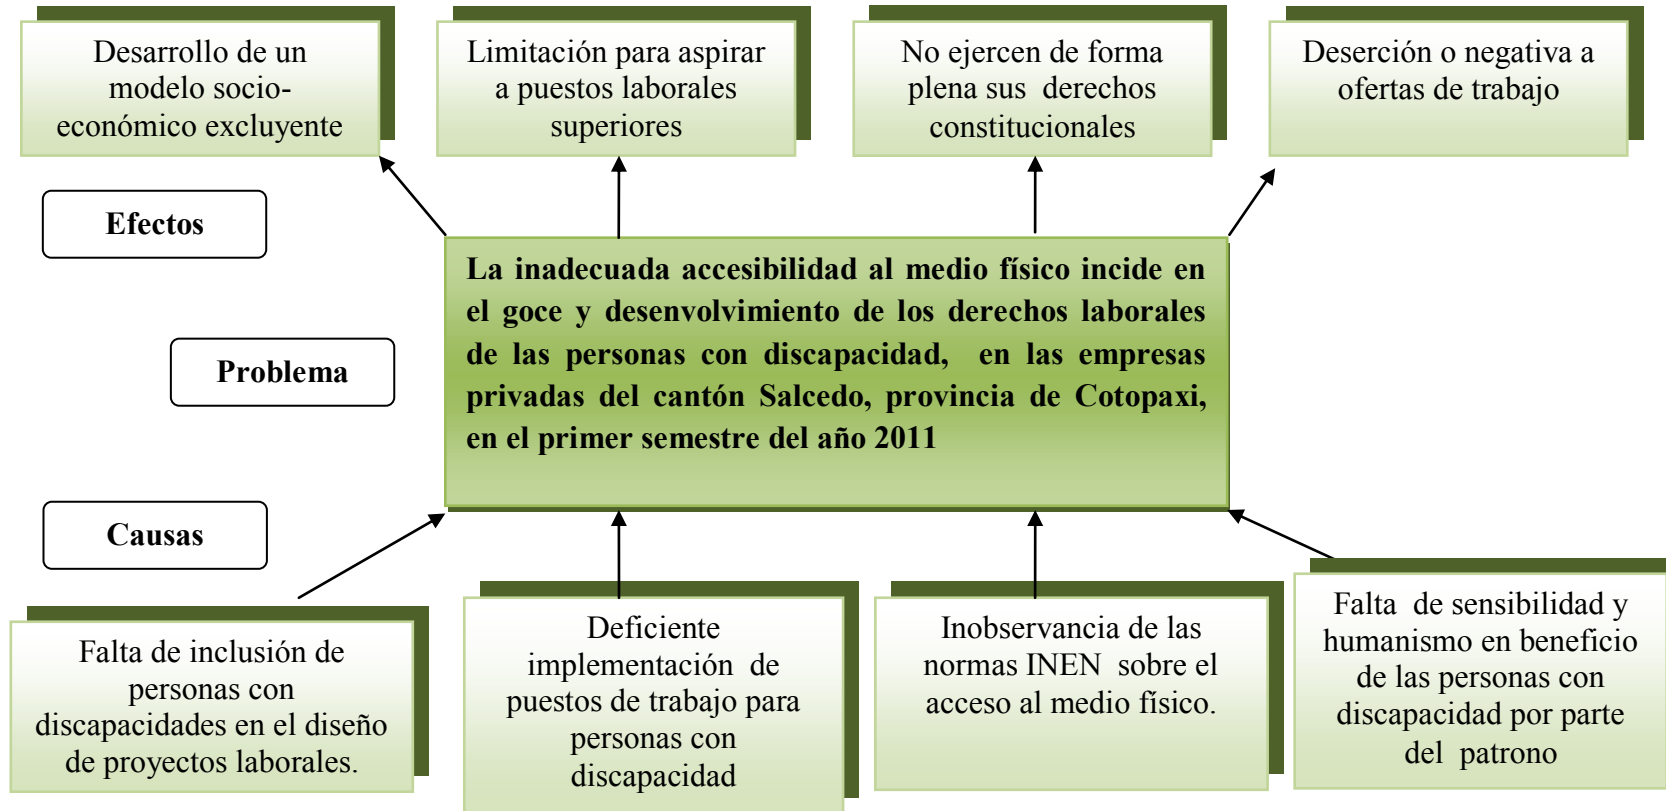 Desarrollo de un
modelo socio-
económico excluyente
Limitación para aspirar
a puestos laborales
superiores
No ejercen de forma
plena sus derechos
constitucionales
Deserción o negativa a
ofertas de trabajo
Efectos
La inadecuada accesibilidad al medio físico incide en
el goce y desenvolvimiento de los derechos laborales
de las personas con discapacidad, en las empresas
privadas del cantón Salcedo, provincia de Cotopaxi,
en el primer semestre del año 2011
Problema
Causas
Falta de inclusión de
personas con
discapacidades en el diseño
de proyectos laborales.
Deficiente
implementación de
puestos de trabajo para
personas con
discapacidad
Inobservancia de las
normas INEN sobre el
acceso al medio físico.
Falta de sensibilidad y
humanismo en beneficio
de las personas con
discapacidad por parte
del patrono